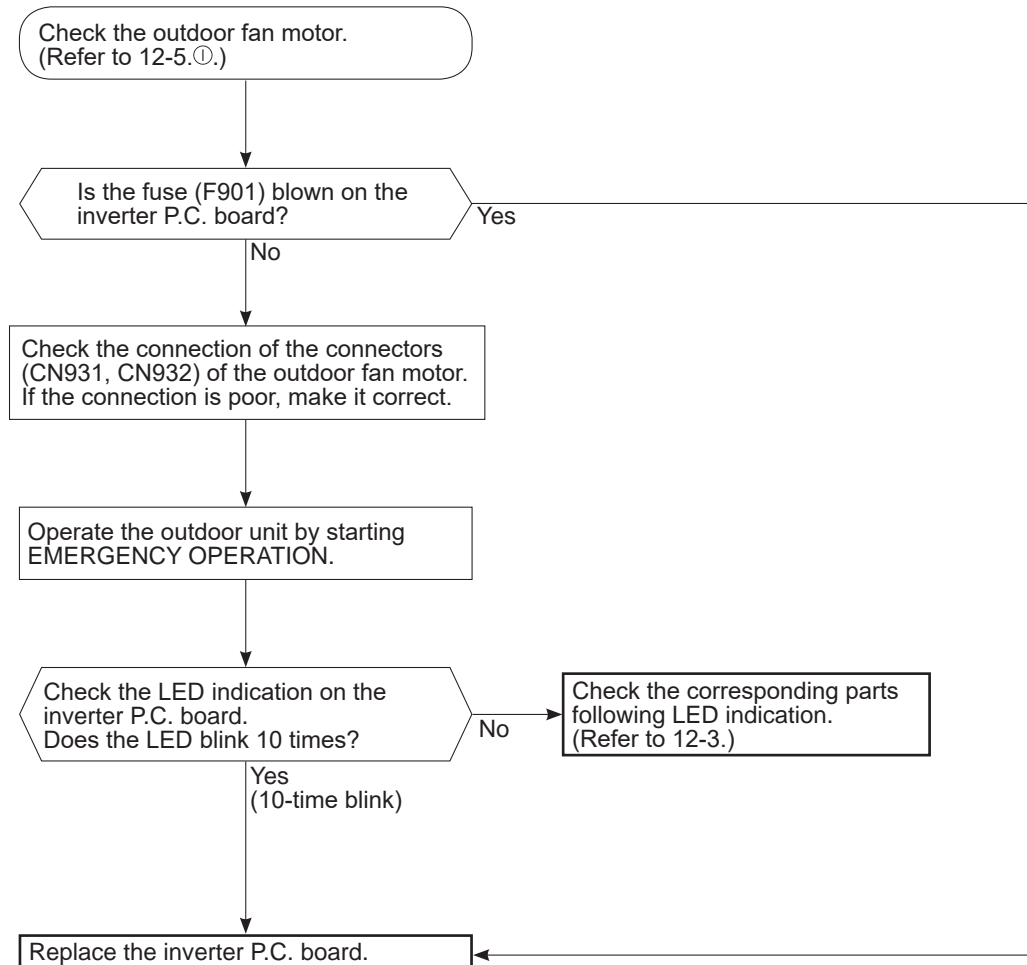 Check the outdoor fan motor.
(Refer to 12-5.Ⓘ.)
Is the fuse (F901) blown on the
inverter P.C. board?
Yes
No
Check the connection of the connectors
(CN931, CN932) of the outdoor fan motor.
If the connection is poor, make it correct.
Operate the outdoor unit by starting
EMERGENCY OPERATION.
Check the LED indication on the
inverter P.C. board.
Does the LED blink 10 times?
No
Check the corresponding parts
following LED indication.
(Refer to 12-3.)
Yes
(10-time blink)
Replace the inverter P.C. board.